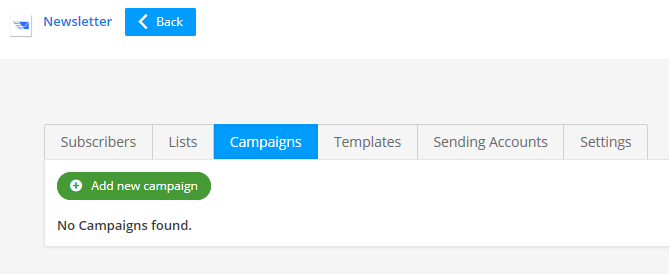 Newsletter Back
Subscribers Lists Campaigns Templates Sending Accounts Settings
Add new campaign
No Campaigns found.